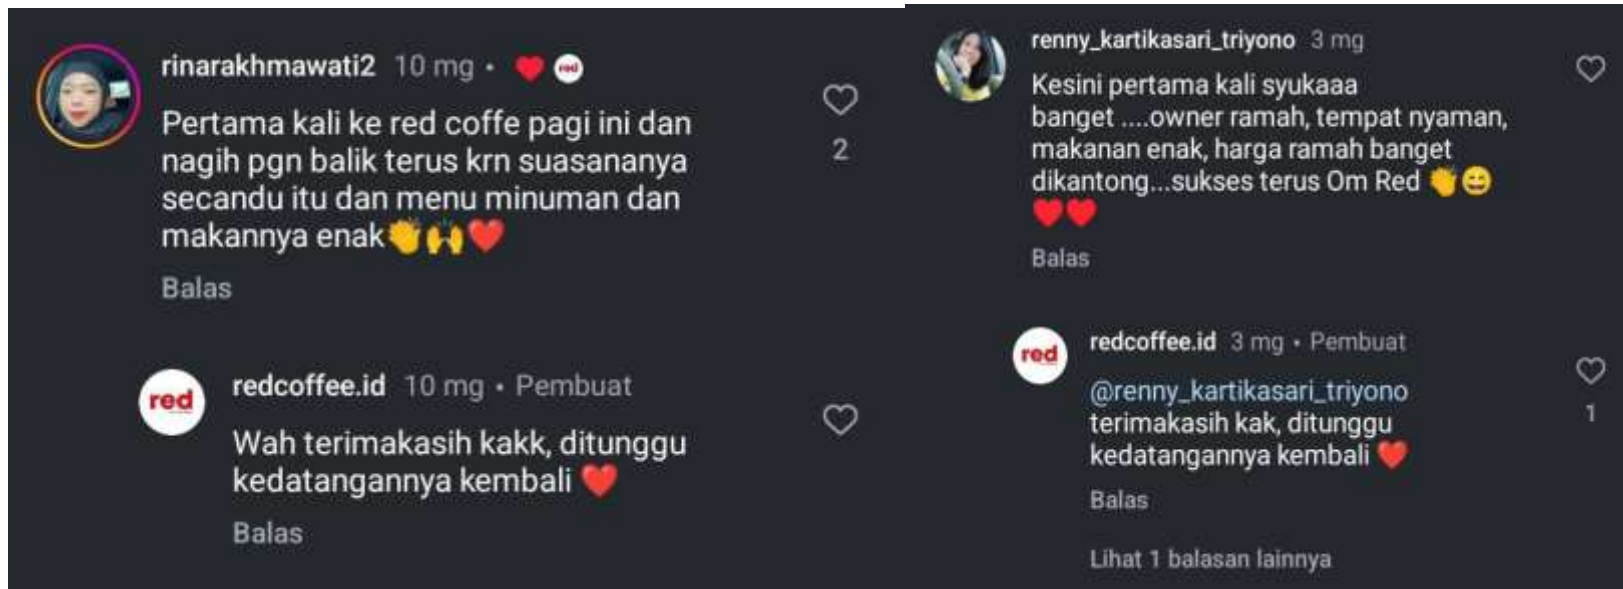 rinarakhmawati2 10 mg • ❤️ red
Pertama kali ke red coffe pagi ini dan
nagih pgn balik terus krn suasananya
secandu itu dan menu minuman dan
makannya enak👏🙌❤️
2
Balas
red
redcoffee.id 10 mg • Pembuat
Wah terimakasih kakk, ditunggu
kedatangannya kembali ❤️
Balas
renny_kartikasari_triyono 3 mg
Kesini pertama kali syukaaa
banget ....owner ramah, tempat nyaman,
makanan enak, harga ramah banget
dikantong...sukses terus Om Red 👏😄
♥️♥️
Balas
red
redcoffee.id 3 mg • Pembuat
@renny_kartikasari_triyono
terimakasih kak, ditunggu
kedatangannya kembali ❤️
1
Balas
Lihat 1 balasan lainnya